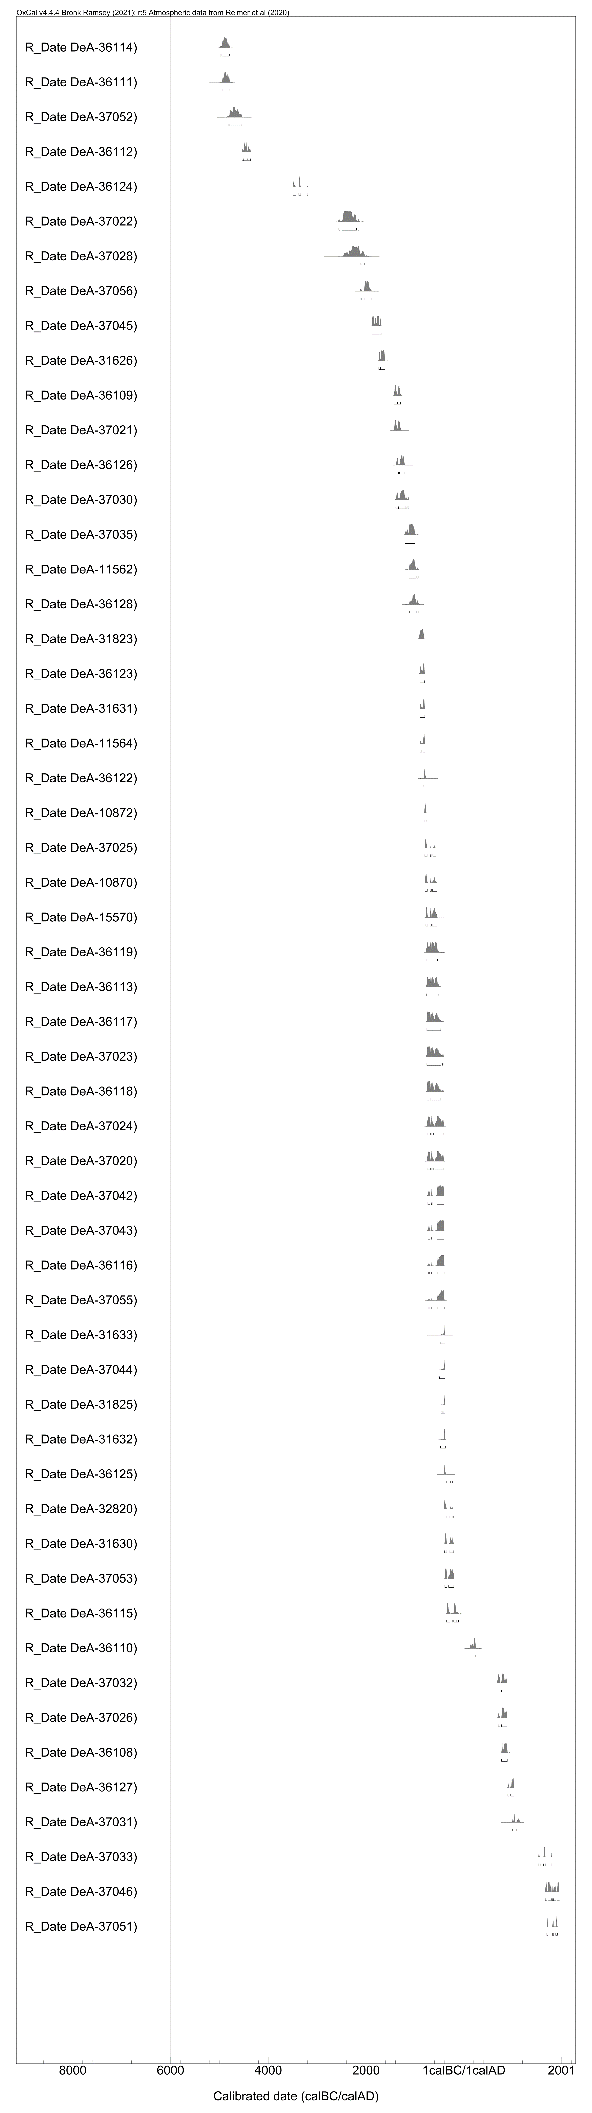 OxCal v4.4.4 Bronk Ramsey (2021); r:5 Atmospheric data from Reimer et al (2020)
R_Date DeA-36114)
R_Date DeA-36111)
R_Date DeA-37052)
R_Date DeA-36112)
R_Date DeA-36124)
R_Date DeA-37022)
R_Date DeA-37028)
R_Date DeA-37056)
R_Date DeA-37045)
R_Date DeA-31626)
R_Date DeA-36109)
R_Date DeA-37021)
R_Date DeA-36126)
R_Date DeA-37030)
R_Date DeA-37035)
R_Date DeA-11562)
R_Date DeA-36128)
R_Date DeA-31823)
R_Date DeA-36123)
R_Date DeA-31631)
R_Date DeA-11564)
R_Date DeA-36122)
R_Date DeA-10872)
R_Date DeA-37025)
R_Date DeA-10870)
R_Date DeA-15570)
R_Date DeA-36119)
R_Date DeA-36113)
R_Date DeA-36117)
R_Date DeA-37023)
R_Date DeA-36118)
R_Date DeA-37024)
R_Date DeA-37020)
R_Date DeA-37042)
R_Date DeA-37043)
R_Date DeA-36116)
R_Date DeA-37055)
R_Date DeA-31633)
R_Date DeA-37044)
R_Date DeA-31825)
R_Date DeA-31632)
R_Date DeA-36125)
R_Date DeA-32820)
R_Date DeA-31630)
R_Date DeA-37053)
R_Date DeA-36115)
R_Date DeA-36110)
R_Date DeA-37032)
R_Date DeA-37026)
R_Date DeA-36108)
R_Date DeA-36127)
R_Date DeA-37031)
R_Date DeA-37033)
R_Date DeA-37046)
R_Date DeA-37051)
8000 6000 4000 2000 1calBC/1calAD 2001
Calibrated date (calBC/calAD)